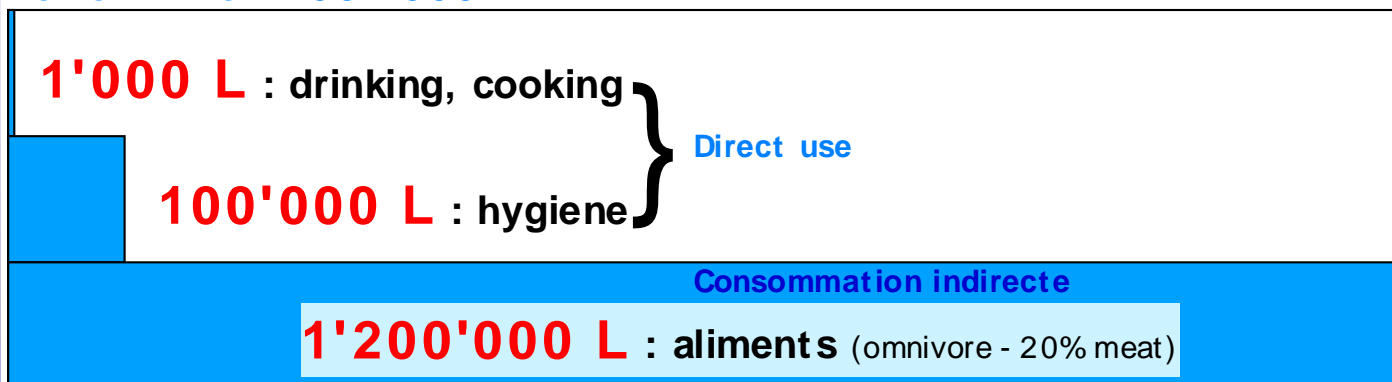 1'000 L : drinking, cooking
Direct use
100'000 L : hygiene
Consommation indirecte
1'200'000 L : aliments (omnivore - 20% meat)